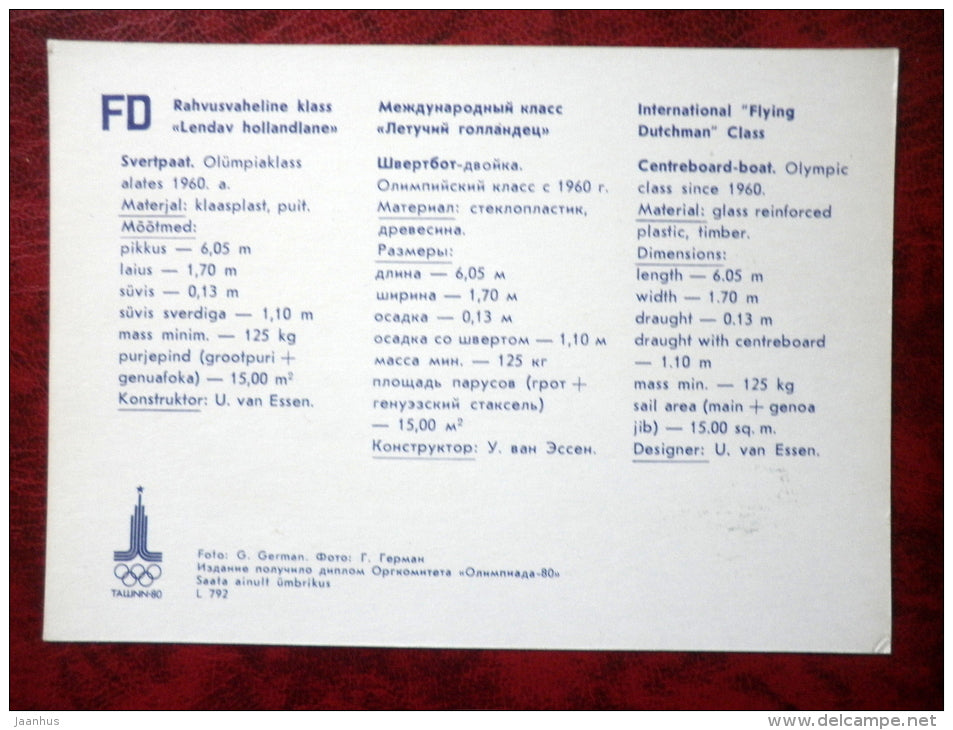 FD
Rahvusvaheline klass
«Lendav hollandlane»
Svertpaat. Olümpiaklass
alates 1960. a.
Materjal: klaasplast, puit.
Mõõtmed:
pikkus — 6,05 m
laius — 1,70 m
süvis — 0,13 m
süvis sverdiga — 1,10 m
mass minim. — 125 kg
purjepind (grootpuri +
genuafoka) — 15,00 m²
Konstruktor: U. van Essen.
Международный класс
«Летучий голландец»
Швертбот-двойка.
Олимпийский класс с 1960 г.
Материал: стеклопластик,
древесина.
Размеры:
длина — 6,05 м
ширина — 1,70 м
осадка — 0,13 м
осадка со швертом — 1,10 м
масса мин. — 125 кг
площадь парусов (грот +
генуэзский стаксель)
— 15,00 м²
Конструктор: У. ван Эссен.
International "Flying
Dutchman" Class
Centreboard-boat. Olympic
class since 1960.
Material: glass reinforced
plastic, timber.
Dimensions:
length — 6.05 m
width — 1.70 m
draught — 0.13 m
draught with centreboard
— 1.10 m
mass min. — 125 kg
sail area (main + genoa
jib) — 15.00 sq. m.
Designer: U. van Essen.
TALLINN·80
Foto: G. German. Фото: Г. Герман
Издание получило диплом Оргкомитета «Олимпиада-80»
Saata ainult ümbrikus
L 792
Jaanhus
www.delcampe.net